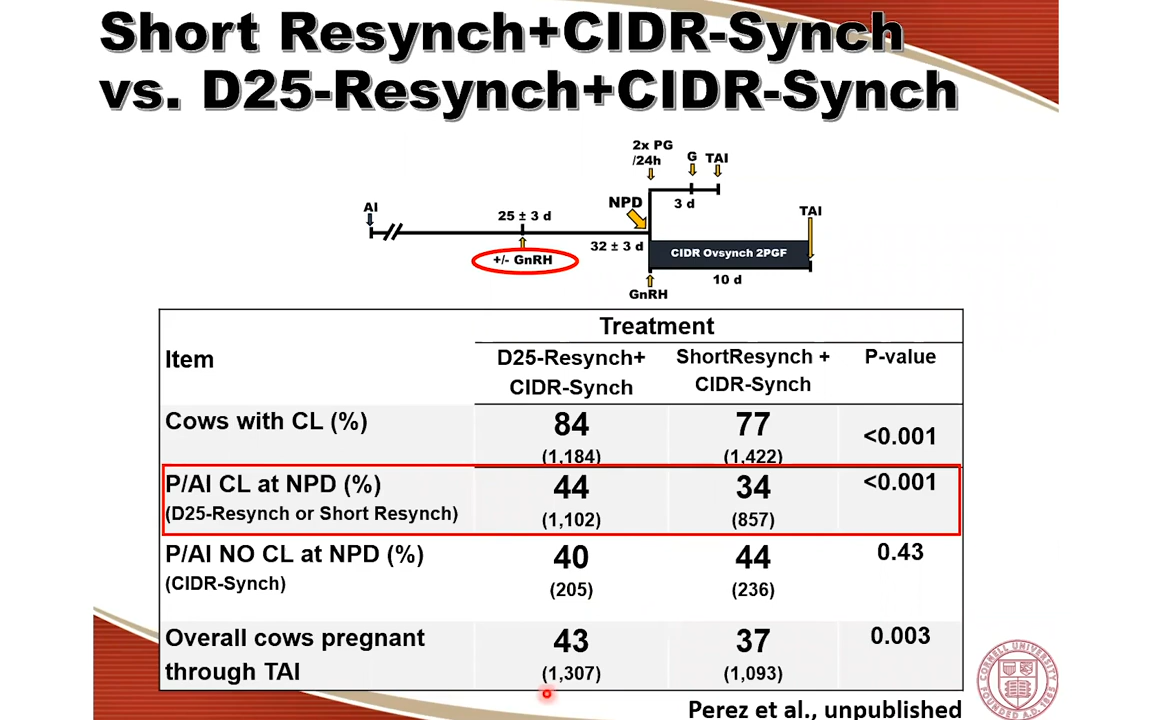 Short Resynch+CIDR-Synch
vs. D25-Resynch+CIDR-Synch
2x PG
/24h
G
TAI
AI
25 ± 3 d
NPD
3 d
TAI
32 ± 3 d
+/- GnRH
CIDR Ovsynch 2PGF
10 d
GnRH
Treatment
Item
D25-Resynch+
CIDR-Synch
ShortResynch +
CIDR-Synch
P-value
Cows with CL (%)
84
77
<0.001
(1,184)
(1,422)
P/AI CL at NPD (%)
44
34
<0.001
(D25-Resynch or Short Resynch)
(1,102)
(857)
P/AI NO CL at NPD (%)
40
44
0.43
(CIDR-Synch)
(205)
(236)
Overall cows pregnant
through TAI
43
37
0.003
(1,307)
(1,093)
CORNELL UNIVERSITY
FOUNDED A.D. 1865
Perez et al., unpublished